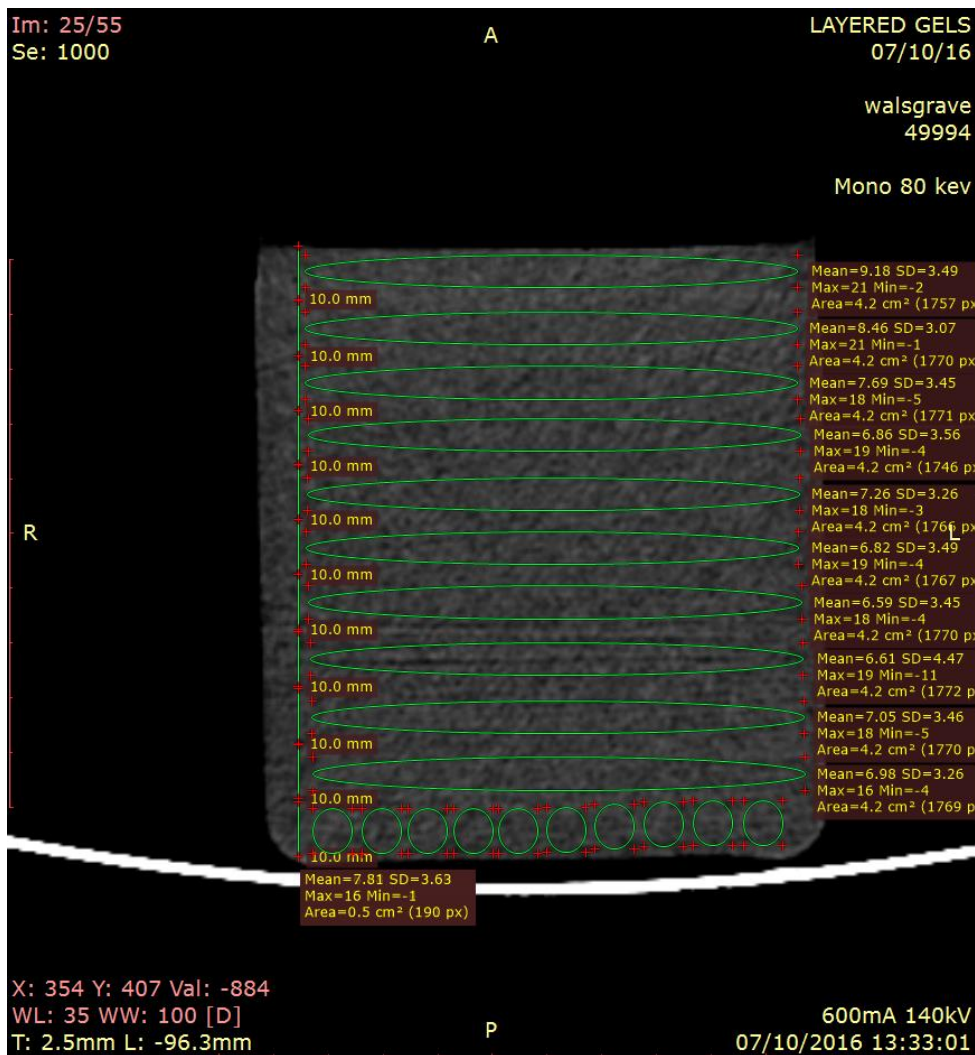 Im: 25/55
Se: 1000
A
LAYERED GELS
07/10/16
walsgrave
49994
Mono 80 kev
Mean=9.18 SD=3.49
Max=21 Min=-2
Area=4.2 cm² (1757 px
10.0 mm
Mean=8.46 SD=3.07
Max=21 Min=-1
Area=4.2 cm² (1770 px
10.0 mm
Mean=7.69 SD=3.45
Max=18 Min=-5
Area=4.2 cm² (1771 px
10.0 mm
Mean=6.86 SD=3.56
Max=19 Min=-4
Area=4.2 cm² (1746 px
10.0 mm
Mean=7.26 SD=3.26
Max=18 Min=-3
Area=4.2 cm² (1766 px
10.0 mm
R
L
Mean=6.82 SD=3.49
Max=19 Min=-4
Area=4.2 cm² (1767 px
10.0 mm
Mean=6.59 SD=3.45
Max=18 Min=-4
Area=4.2 cm² (1770 px
10.0 mm
Mean=6.61 SD=4.47
Max=19 Min=-11
Area=4.2 cm² (1772 p
10.0 mm
Mean=7.05 SD=3.46
Max=18 Min=-5
Area=4.2 cm² (1770 p
10.0 mm
Mean=6.98 SD=3.26
Max=16 Min=-4
Area=4.2 cm² (1769 p
10.0 mm
10.0 mm
Mean=7.81 SD=3.63
Max=16 Min=-1
Area=0.5 cm² (190 px)
X: 354 Y: 407 Val: -884
WL: 35 WW: 100 [D]
T: 2.5mm L: -96.3mm
P
600mA 140kV
07/10/2016 13:33:01